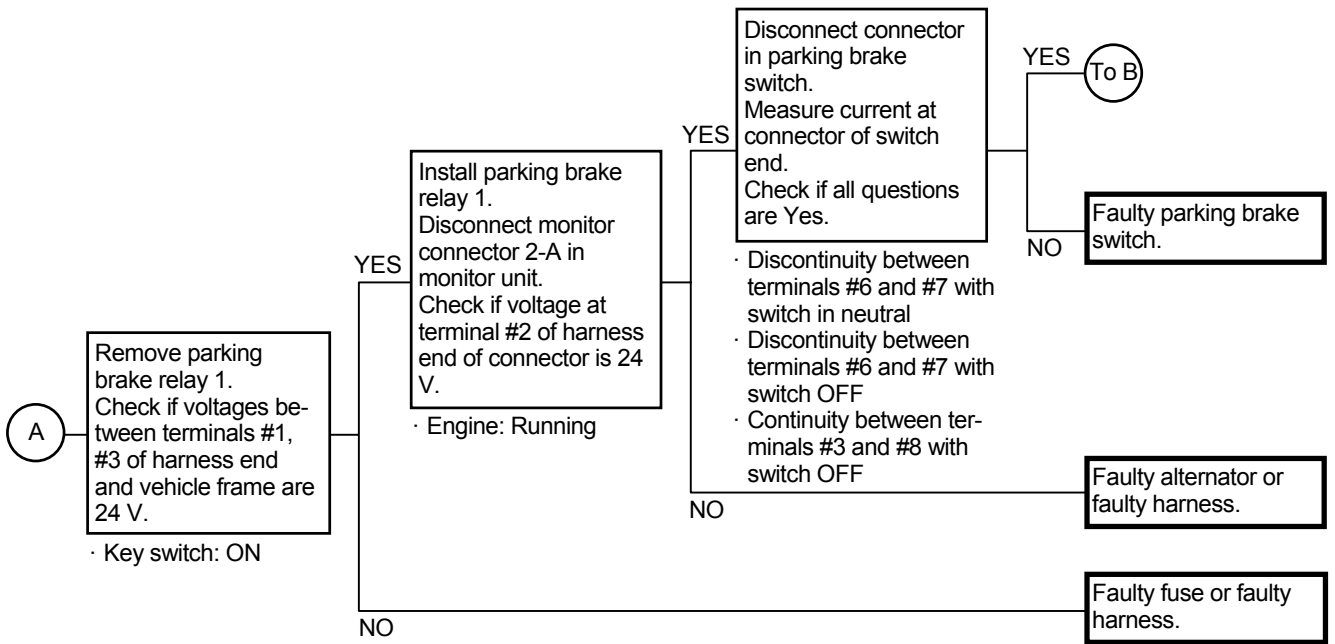 A
Remove parking
brake relay 1.
Check if voltages be-
tween terminals #1,
#3 of harness end
and vehicle frame are
24 V.
· Key switch: ON
YES
NO
Install parking brake
relay 1.
Disconnect monitor
connector 2-A in
monitor unit.
Check if voltage at
terminal #2 of harness
end of connector is 24
V.
· Engine: Running
YES
NO
Disconnect connector
in parking brake
switch.
Measure current at
connector of switch
end.
Check if all questions
are Yes.
· Discontinuity between
terminals #6 and #7 with
switch in neutral
· Discontinuity between
terminals #6 and #7 with
switch OFF
· Continuity between ter-
minals #3 and #8 with
switch OFF
YES
To B
NO
Faulty parking brake
switch.
Faulty alternator or
faulty harness.
Faulty fuse or faulty
harness.